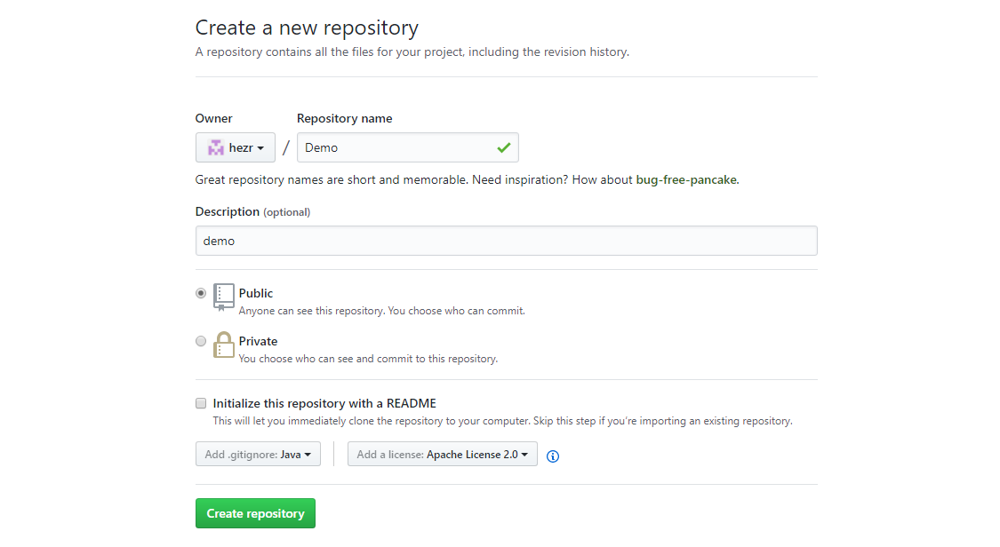 Create a new repository
A repository contains all the files for your project, including the revision history.
Owner Repository name
hezr / Demo
Great repository names are short and memorable. Need inspiration? How about bug-free-pancake.
Description (optional)
demo
Public
Anyone can see this repository. You choose who can commit.
Private
You choose who can see and commit to this repository.
Initialize this repository with a README
This will let you immediately clone the repository to your computer. Skip this step if you're importing an existing repository.
Add .gitignore: Java Add a license: Apache License 2.0
Create repository